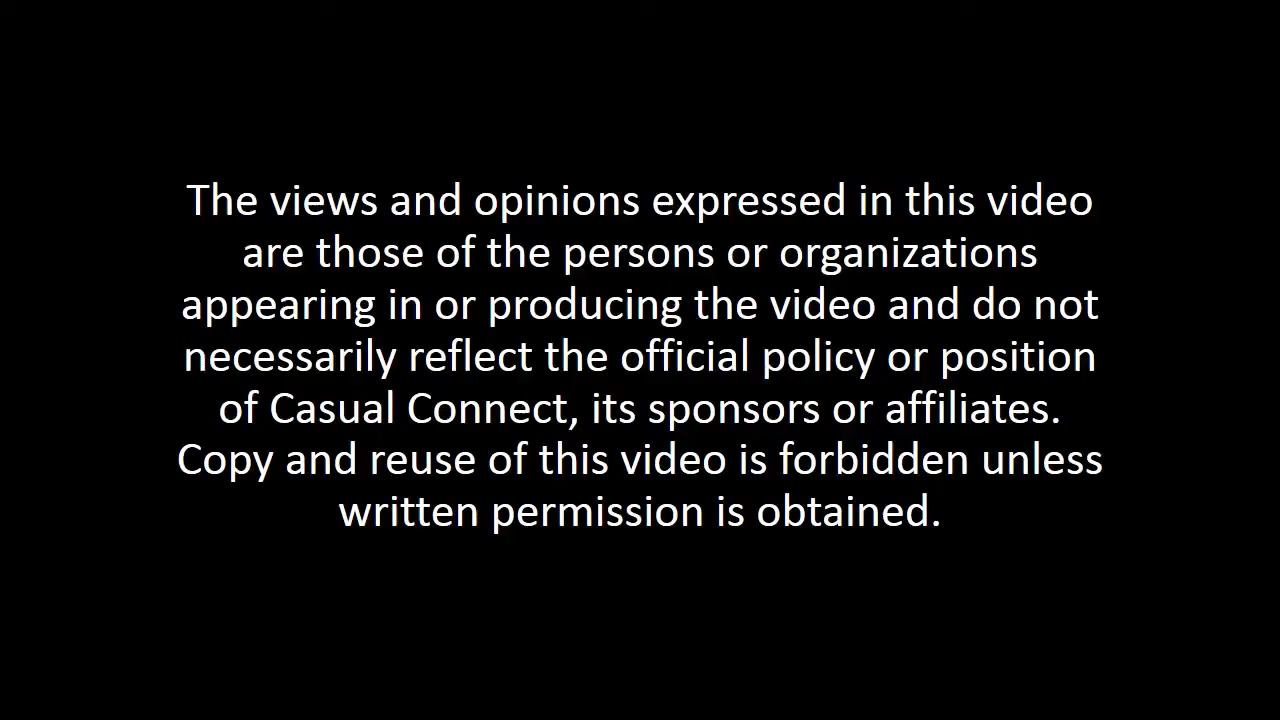 The views and opinions expressed in this video
are those of the persons or organizations
appearing in or producing the video and do not
necessarily reflect the official policy or position
of Casual Connect, its sponsors or affiliates.
Copy and reuse of this video is forbidden unless
written permission is obtained.